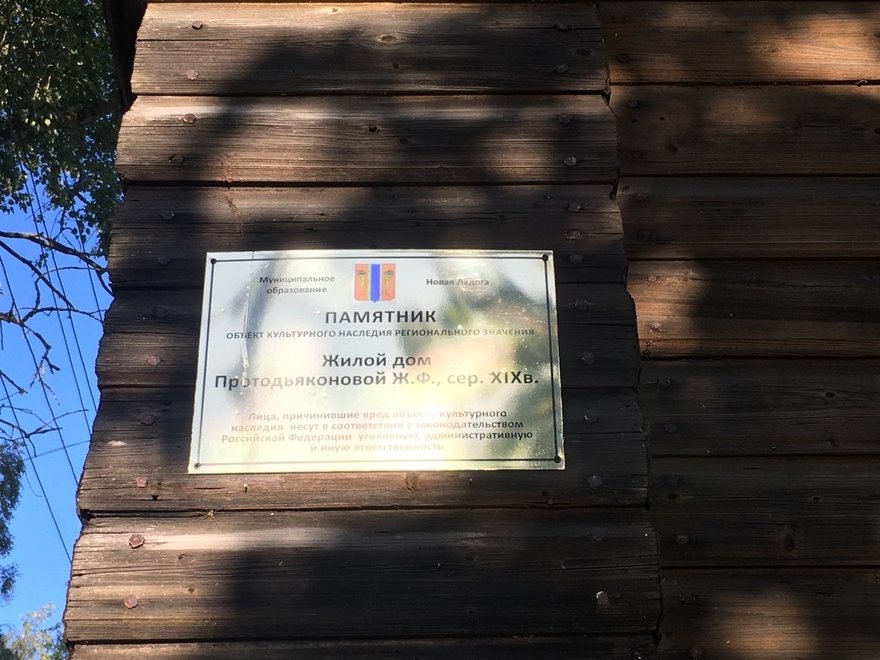 Муниципальное образование
Новая Ладога
ПАМЯТНИК
ОБЪЕКТ КУЛЬТУРНОГО НАСЛЕДИЯ РЕГИОНАЛЬНОГО ЗНАЧЕНИЯ
Жилой дом
Протодьяконовой Ж.Ф., сер. XIXв.
Лица, причинившие вред объекту культурного
наследия несут в соответствии с законодательством
Российской Федерации уголовную, административную
и иную ответственность